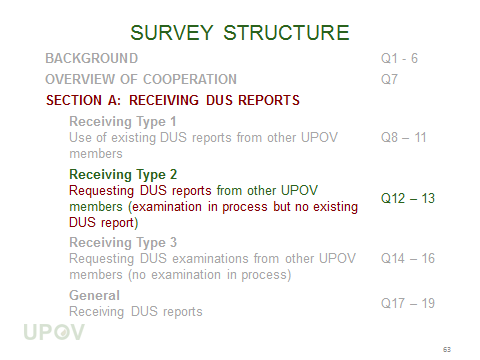 SURVEY STRUCTURE
BACKGROUND Q1 - 6
OVERVIEW OF COOPERATION Q7
SECTION A: RECEIVING DUS REPORTS
Receiving Type 1
Use of existing DUS reports from other UPOV
members Q8 – 11
Receiving Type 2
Requesting DUS reports from other UPOV
members (examination in process but no existing
DUS report) Q12 – 13
Receiving Type 3
Requesting DUS examinations from other UPOV
members (no examination in process) Q14 – 16
General
Receiving DUS reports Q17 – 19
UPOV
63